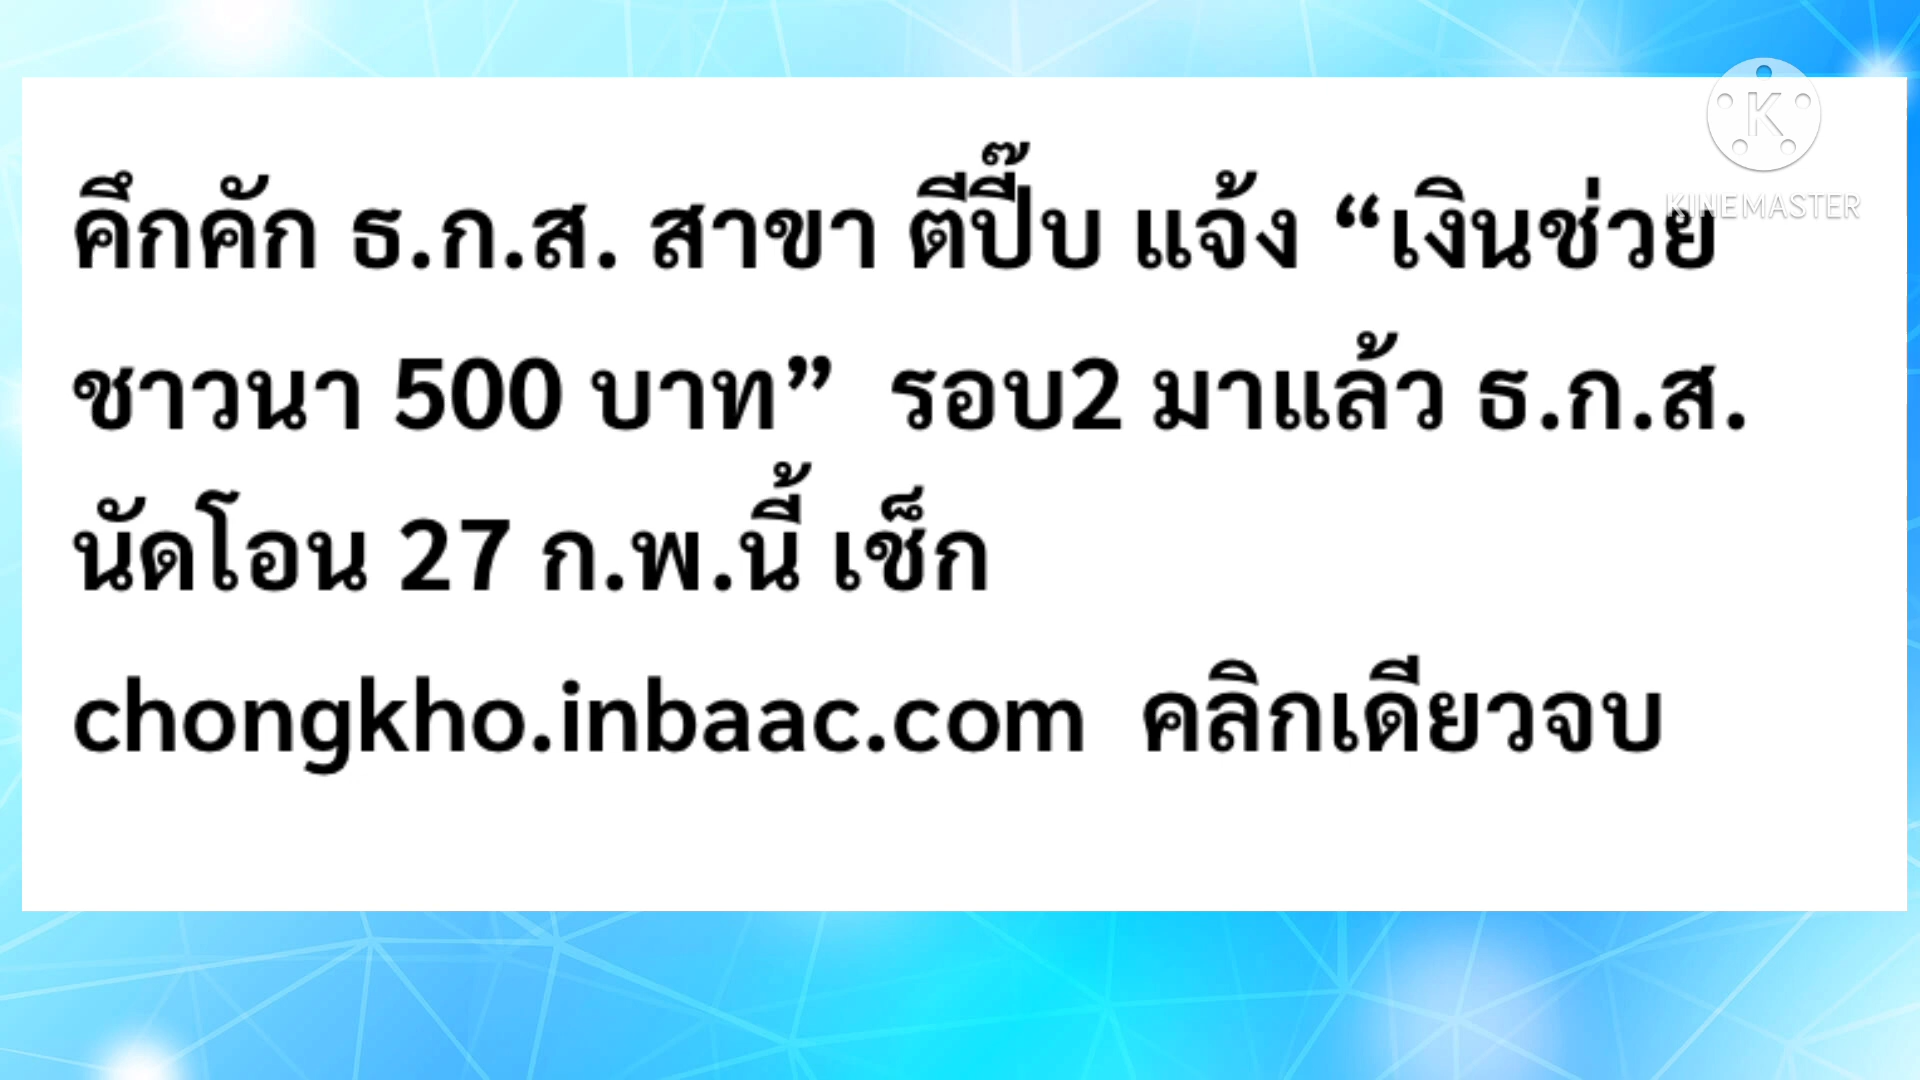 คึกคัก ธ.ก.ส. สาขา ตีปี๊บ แจ้ง “เงินช่วย
ชาวนา 500 บาท” รอบ2 มาแล้ว ธ.ก.ส.
นัดโอน 27 ก.พ.นี้ เช็ก
chongkho.inbaac.com คลิกเดียวจบ
K
KINEMASTER